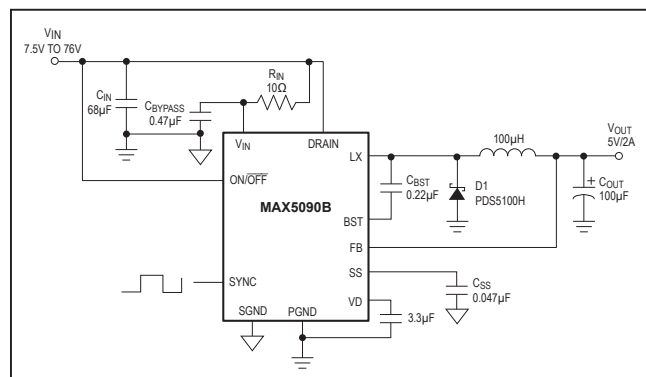 VIN
7.5V TO 76V
CIN
68µF
CBYPASS
0.47µF
RIN
10Ω
VIN
DRAIN
ON/OFF
MAX5090B
SYNC
SGND
PGND
LX
BST
FB
SS
VD
CBST
0.22µF
D1
PDS5100H
100µH
VOUT
5V/2A
+
COUT
100µF
CSS
0.047µF
3.3µF